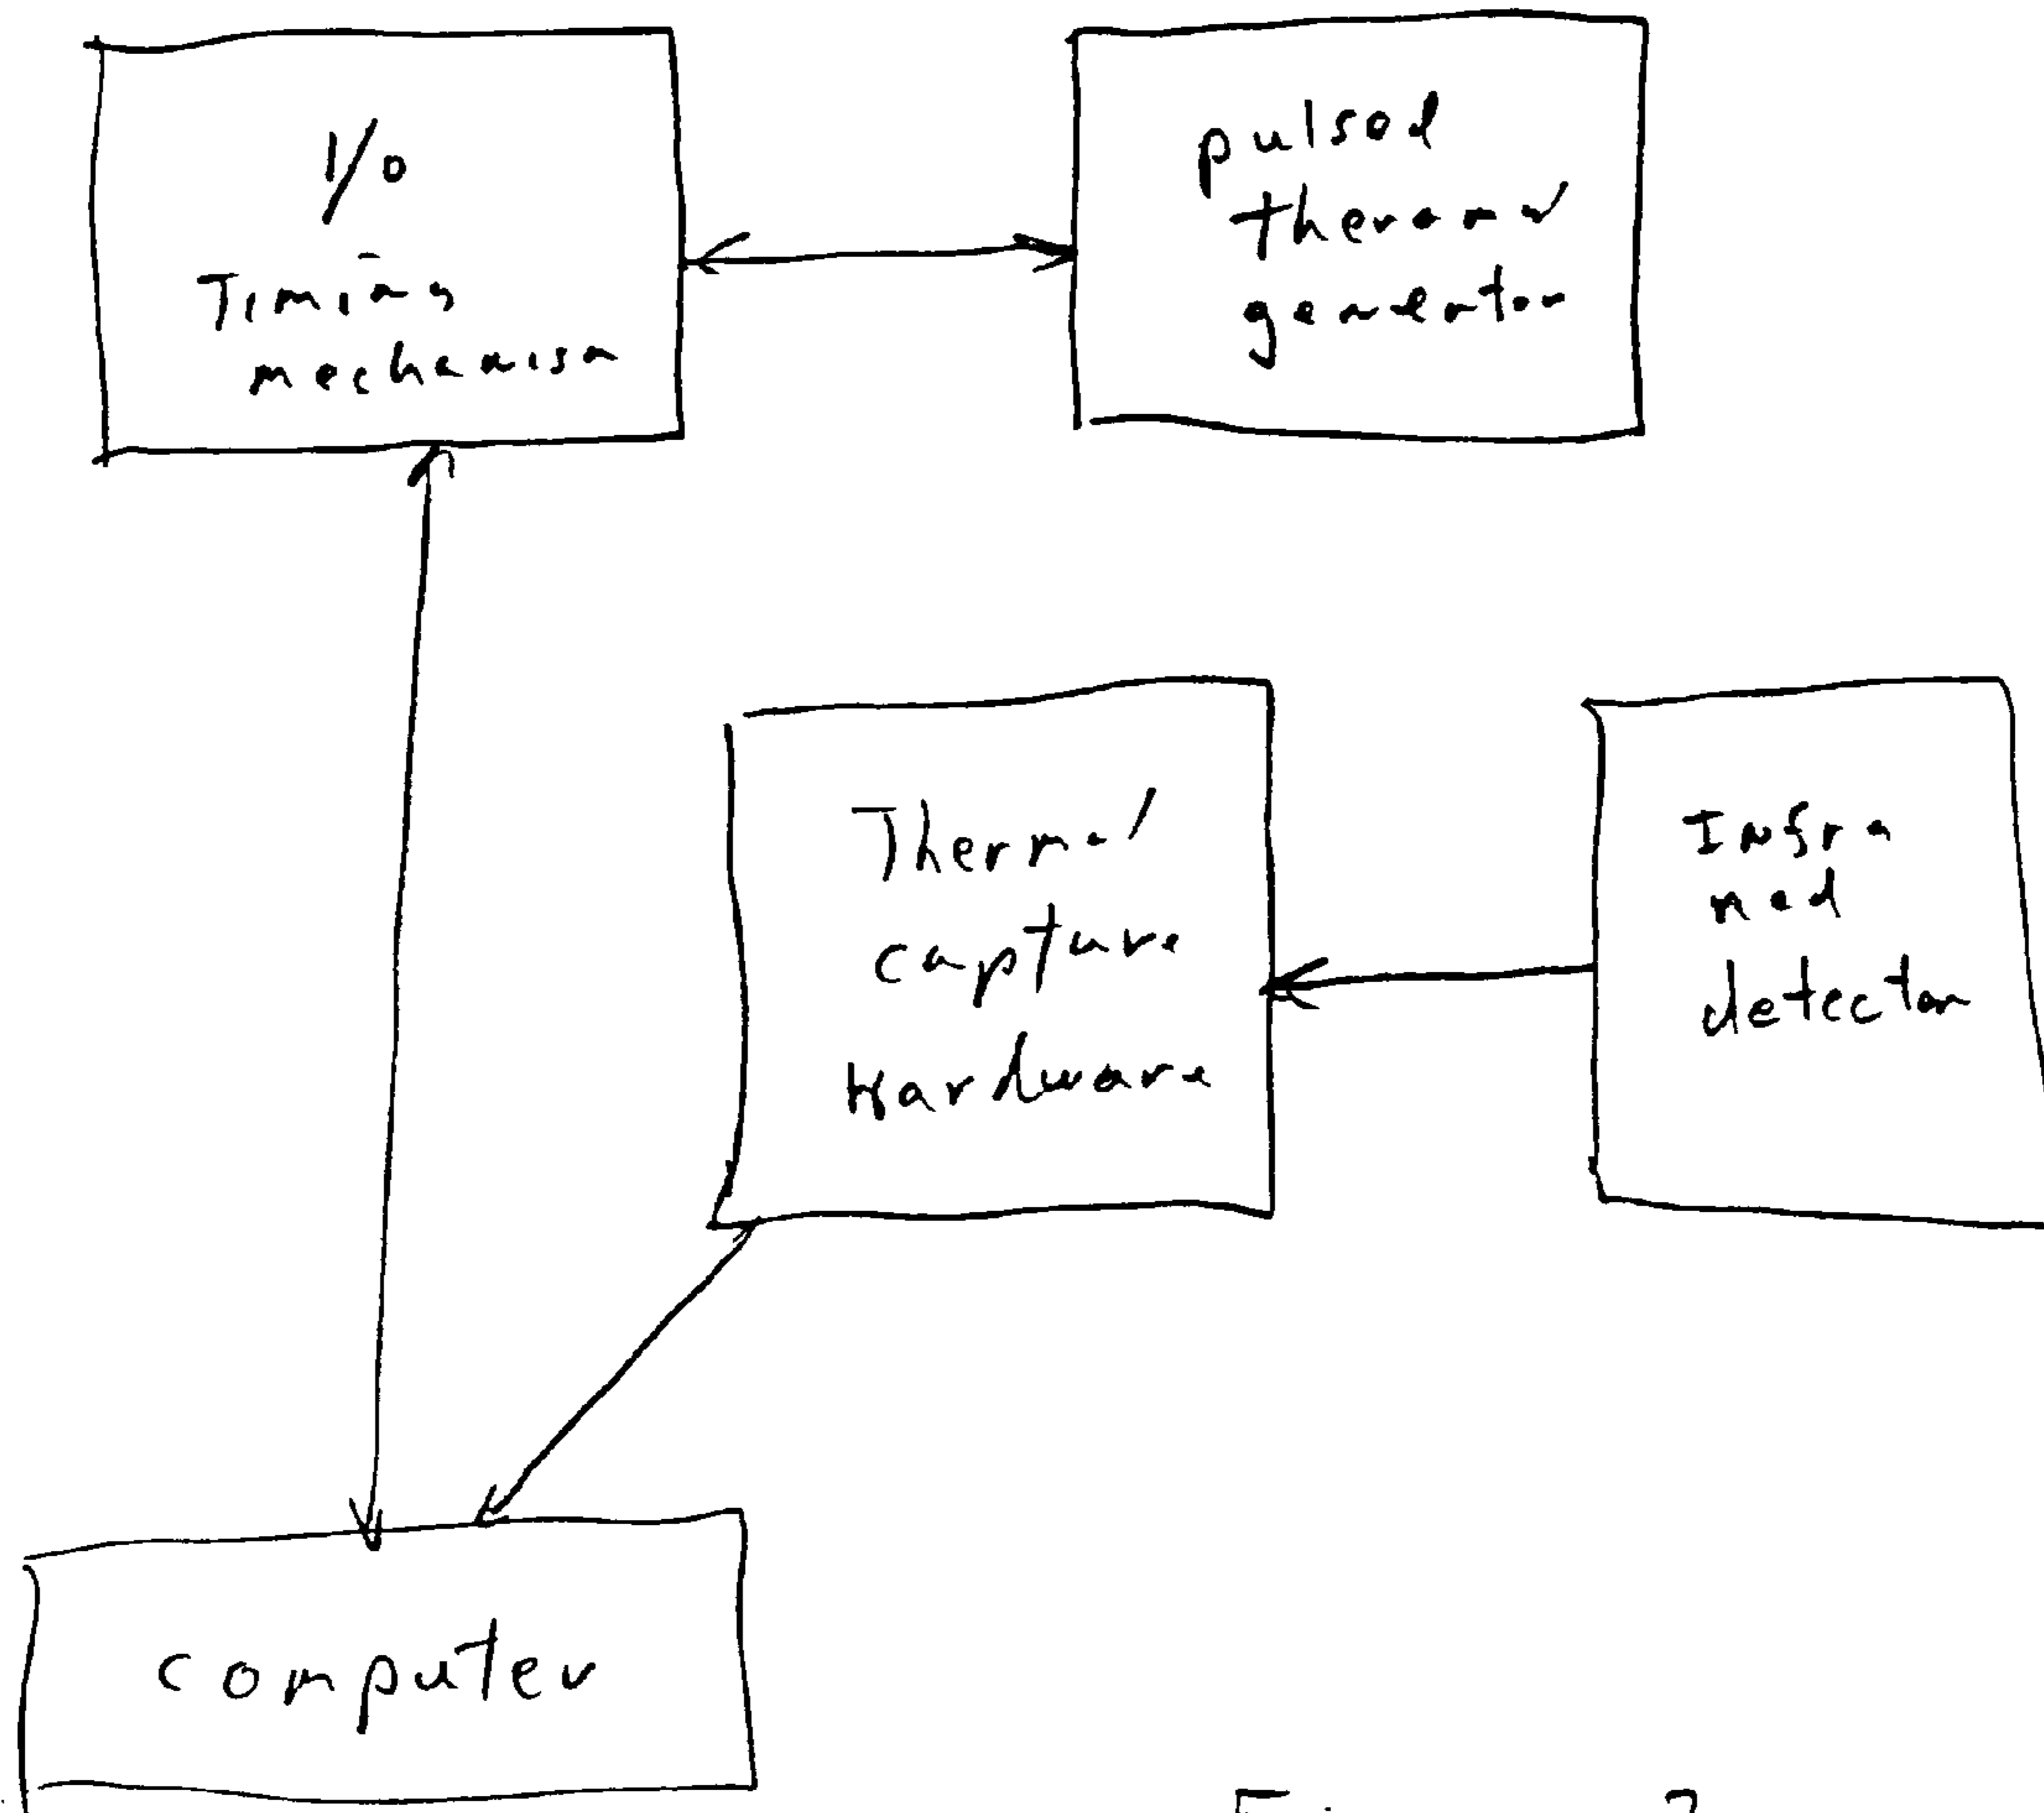 I/O
Timing
mechanism
pulsed
thermal
generator
Thermal
capture
Hardware
Infra
red
detector
computer